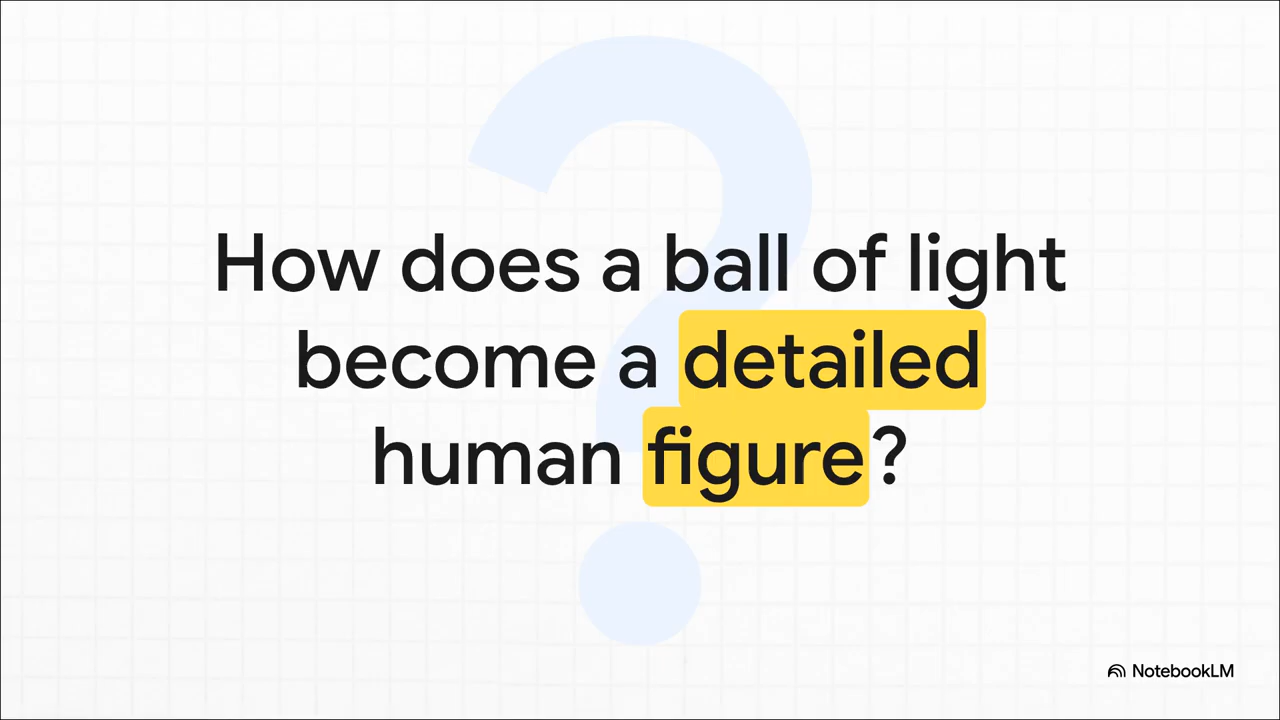 How does a ball of light
become a detailed
human figure?
NotebookLM